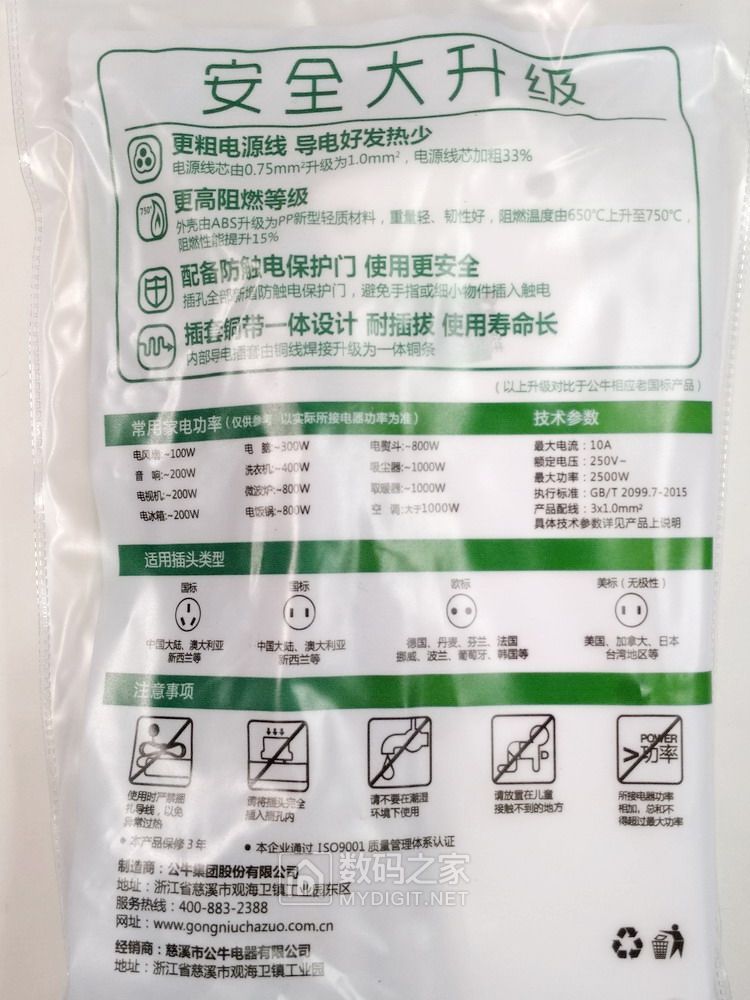 安全大升级
更粗电源线 导电好发热少
电源线芯由0.75mm²升级为1.0mm²，电源线芯加粗33%
750°
更高阻燃等级
外壳由ABS升级为PP新型轻质材料，重量轻、韧性好，阻燃温度由650℃上升至750℃，
阻燃性能提升15%
配备防触电保护门 使用更安全
插孔全部新增防触电保护门，避免手指或细小物件插入触电
插套铜带一体设计 耐插拔 使用寿命长
内部导电插套由铜线焊接升级为一体铜条
（以上升级对比于公牛相应老国标产品）
常用家电功率（仅供参考 以实际所接电器功率为准） 技术参数
电风扇:~100W 电 脑:~300W 电熨斗:~800W 最大电流：10A
音 响:~200W 洗衣机:~400W 吸尘器:~1000W 额定电压：250V~
电视机:~200W 微波炉:~800W 取暖器:~1000W 最大功率：2500W
电冰箱:~200W 电饭锅:~800W 空 调:大于1000W 执行标准：GB/T 2099.7-2015
产品配线：3x1.0mm²
具体技术参数详见产品上说明
适用插头类型
国标 国标 欧标 美标（无极性）
中国大陆、澳大利亚 中国大陆、澳大利亚 德国、丹麦、芬兰、法国 美国、加拿大、日本
新西兰等 新西兰等 挪威、波兰、葡萄牙、韩国等 台湾地区等
注意事项
POWER
>功率
使用时严禁捆 请将插头完全 请不要在潮湿 请放置在儿童 所接电器功率
扎导线，以免 插入插孔内 环境下使用 接触不到的地方 相加，总和不
异常过热 得超过最大功率
• 本产品保修3年 • 本企业通过 ISO9001 质量管理体系认证
制造商：公牛集团股份有限公司
地址：浙江省慈溪市观海卫镇工业园东区
服务热线：400-883-2388
网址：www.gongniuchazuo.com.cn
经销商：慈溪市公牛电器有限公司
地址：浙江省慈溪市观海卫镇工业园
数码之家
MYDIGIT.NET